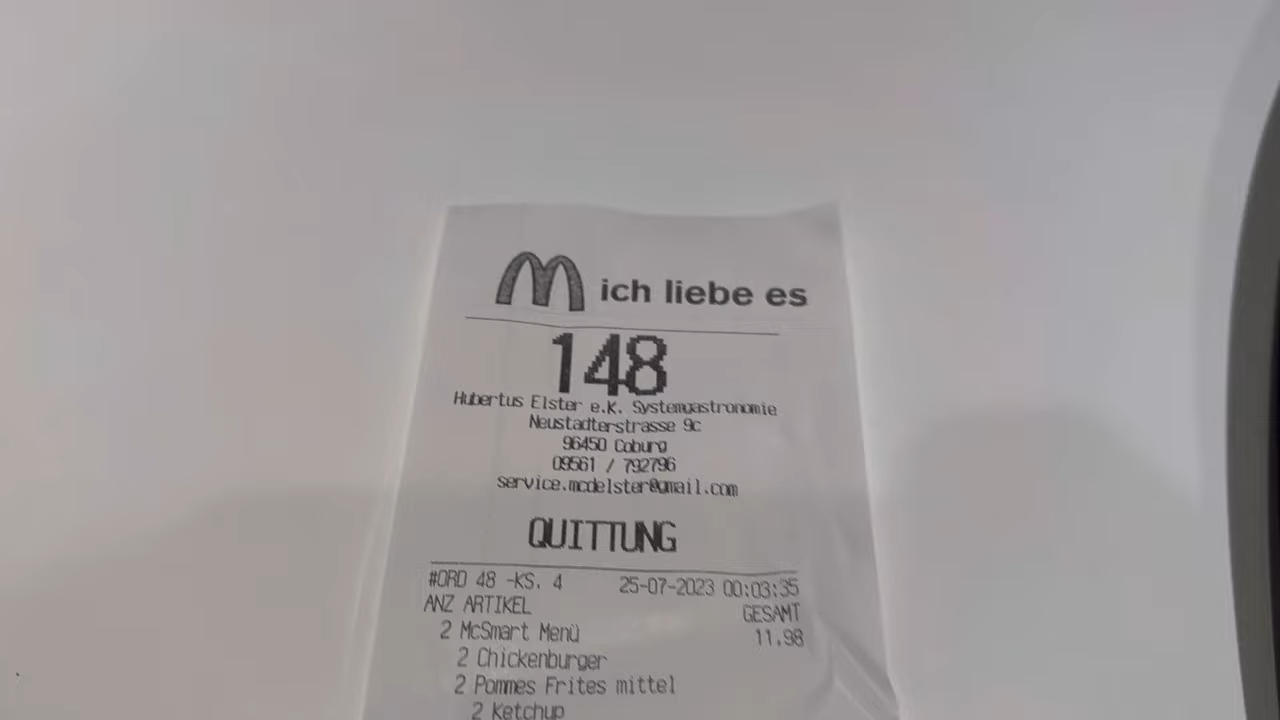 M ich liebe es
148
Hubertus Elster e.K. Systemgastronomie
Neustadterstrasse 9c
96450 Coburg
09561 / 792796
service.mcdelster@gmail.com
QUITTUNG
#ORD 48 -KS. 4 25-07-2023 00:03:35
ANZ ARTIKEL GESAMT
2 McSmart Menü 11.98
2 Chickenburger
2 Pommes Frites mittel
2 Ketchup